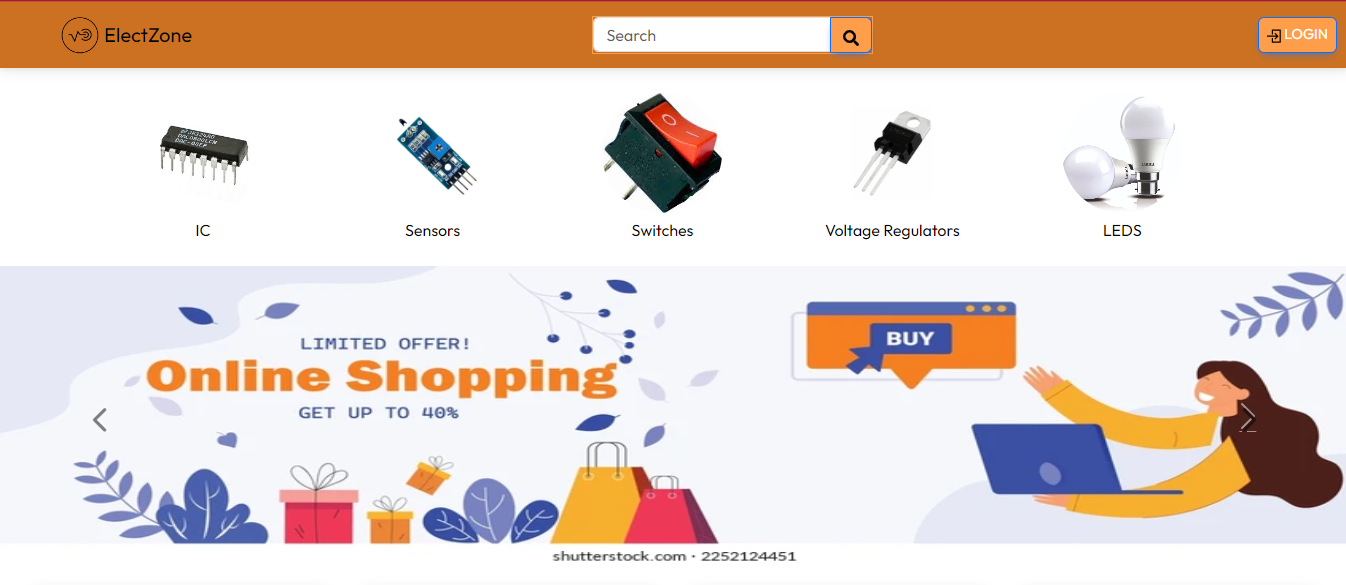 ElectZone
Search
LOGIN
IC
Sensors
Switches
Voltage Regulators
LEDS
LIMITED OFFER!
Online Shopping
GET UP TO 40%
BUY
shutterstock.com · 2252124451